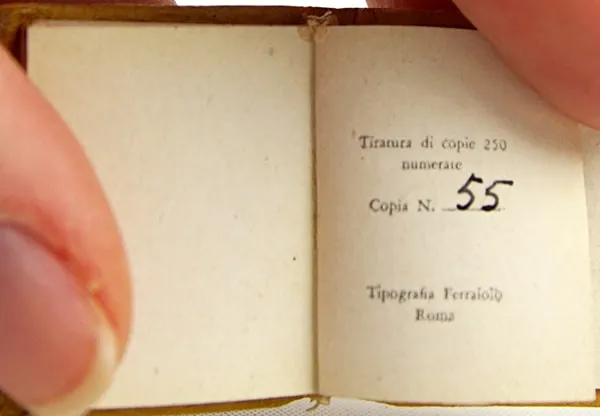 Tiratura di copie 250
numerate
Copia N. 55
Tipografia Ferraiolo
Roma